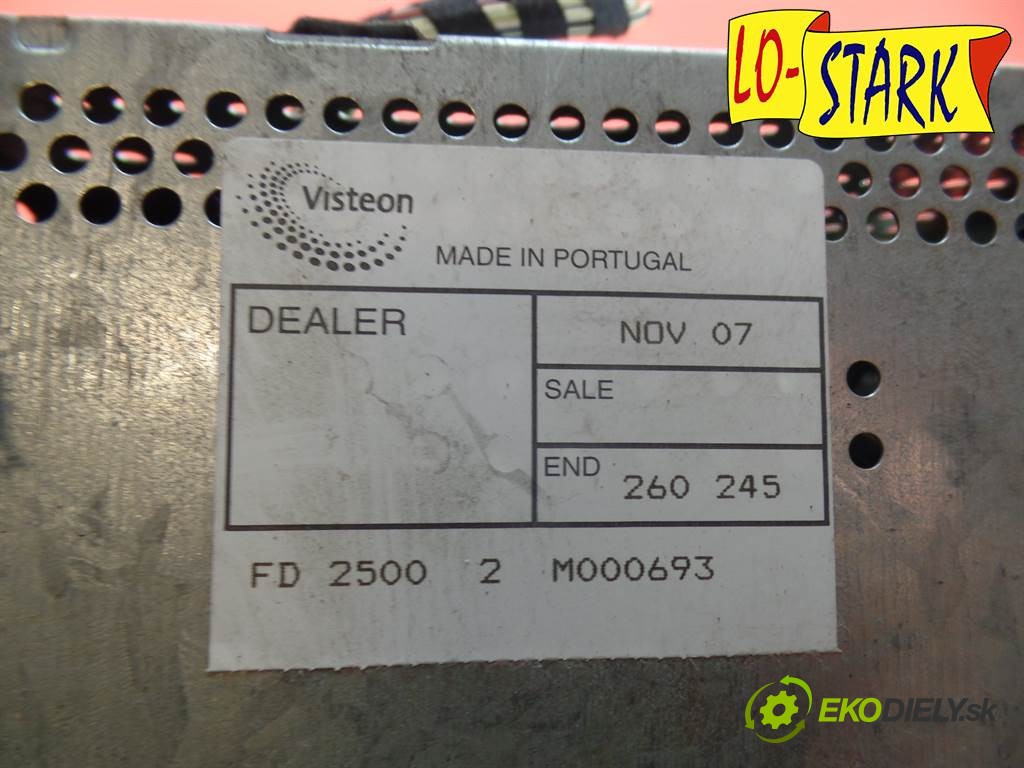 LO-
STARK
Visteon
MADE IN PORTUGAL
DEALER
NOV 07
SALE
END
260 245
FD 2500 2 M000693
EKODIELY.sk